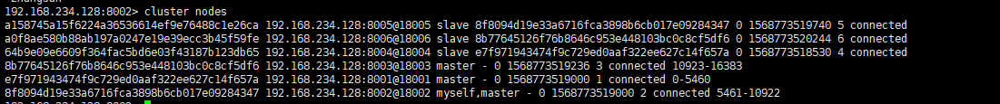 192.168.234.128:8002> cluster nodes
a158745a15f6224a36536614ef9e76488c1e26ca 192.168.234.128:8005@18005 slave 8f8094d19e33a6716fca3898b6cb017e09284347 0 1568773519740 5 connected
a0f8ae580b88ab197a0247e19e39ecc3b45f59fe 192.168.234.128:8006@18006 slave 8b77645126f76b8646c953e448103bc0c8cf5df6 0 1568773520244 6 connected
64b9e09e6609f364fac5bd6e03f43187b123db65 192.168.234.128:8004@18004 slave e7f971943474f9c729ed0aaf322ee627c14f657a 0 1568773518530 4 connected
8b77645126f76b8646c953e448103bc0c8cf5df6 192.168.234.128:8003@18003 master - 0 1568773519236 3 connected 10923-16383
e7f971943474f9c729ed0aaf322ee627c14f657a 192.168.234.128:8001@18001 master - 0 1568773519000 1 connected 0-5460
8f8094d19e33a6716fca3898b6cb017e09284347 192.168.234.128:8002@18002 myself,master - 0 1568773519000 2 connected 5461-10922